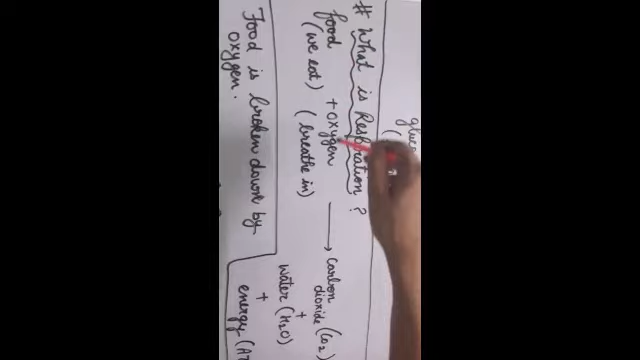 # What is Respiration ?
food + oxygen → carbon dioxide (CO2)
(we eat) (breathe in) +
water (H2O)
+
energy
Food is broken down by
oxygen.